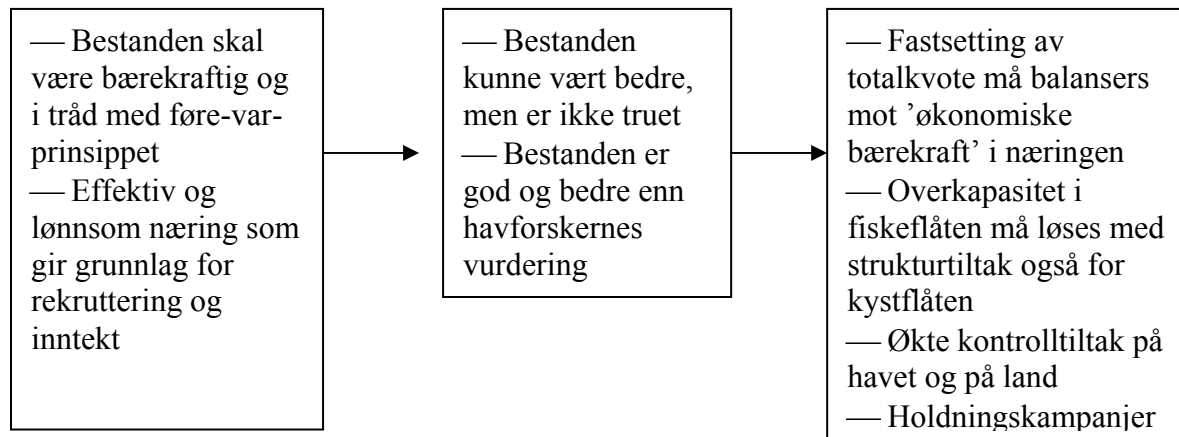 — Bestanden skal
være bærekraftig og
i tråd med føre-var-
prinsippet
— Effektiv og
lønnsom næring som
gir grunnlag for
rekruttering og
inntekt
— Bestanden
kunne vært bedre,
men er ikke truet
— Bestanden er
god og bedre enn
havforskernes
vurdering
— Fastsetting av
totalkvote må balansers
mot ’økonomiske
bærekraft’ i næringen
— Overkapasitet i
fiskeflåten må løses med
strukturtiltak også for
kystflåten
— Økte kontrolltiltak på
havet og på land
— Holdningskampanjer